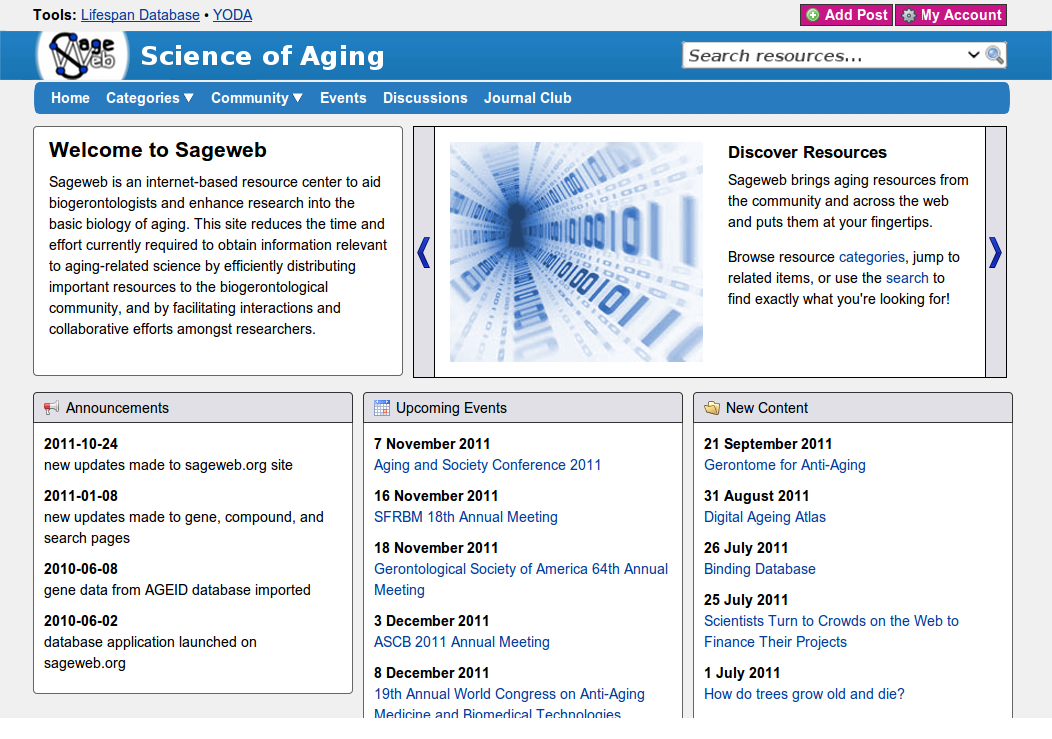 Tools: Lifespan Database • YODA
Add Post
My Account
Sage Web
Science of Aging
Search resources...
Home Categories ▼ Community ▼ Events Discussions Journal Club
Welcome to Sageweb
Sageweb is an internet-based resource center to aid
biogerontologists and enhance research into the
basic biology of aging. This site reduces the time and
effort currently required to obtain information relevant
to aging-related science by efficiently distributing
important resources to the biogerontological
community, and by facilitating interactions and
collaborative efforts amongst researchers.
Discover Resources
Sageweb brings aging resources from
the community and across the web
and puts them at your fingertips.
Browse resource categories, jump to
related items, or use the search to
find exactly what you're looking for!
Announcements
2011-10-24
new updates made to sageweb.org site
2011-01-08
new updates made to gene, compound, and
search pages
2010-06-08
gene data from AGEID database imported
2010-06-02
database application launched on
sageweb.org
Upcoming Events
7 November 2011
Aging and Society Conference 2011
16 November 2011
SFRBM 18th Annual Meeting
18 November 2011
Gerontological Society of America 64th Annual
Meeting
3 December 2011
ASCB 2011 Annual Meeting
8 December 2011
19th Annual World Congress on Anti-Aging
Medicine and Biomedical Technologies
New Content
21 September 2011
Gerontome for Anti-Aging
31 August 2011
Digital Ageing Atlas
26 July 2011
Binding Database
25 July 2011
Scientists Turn to Crowds on the Web to
Finance Their Projects
1 July 2011
How do trees grow old and die?